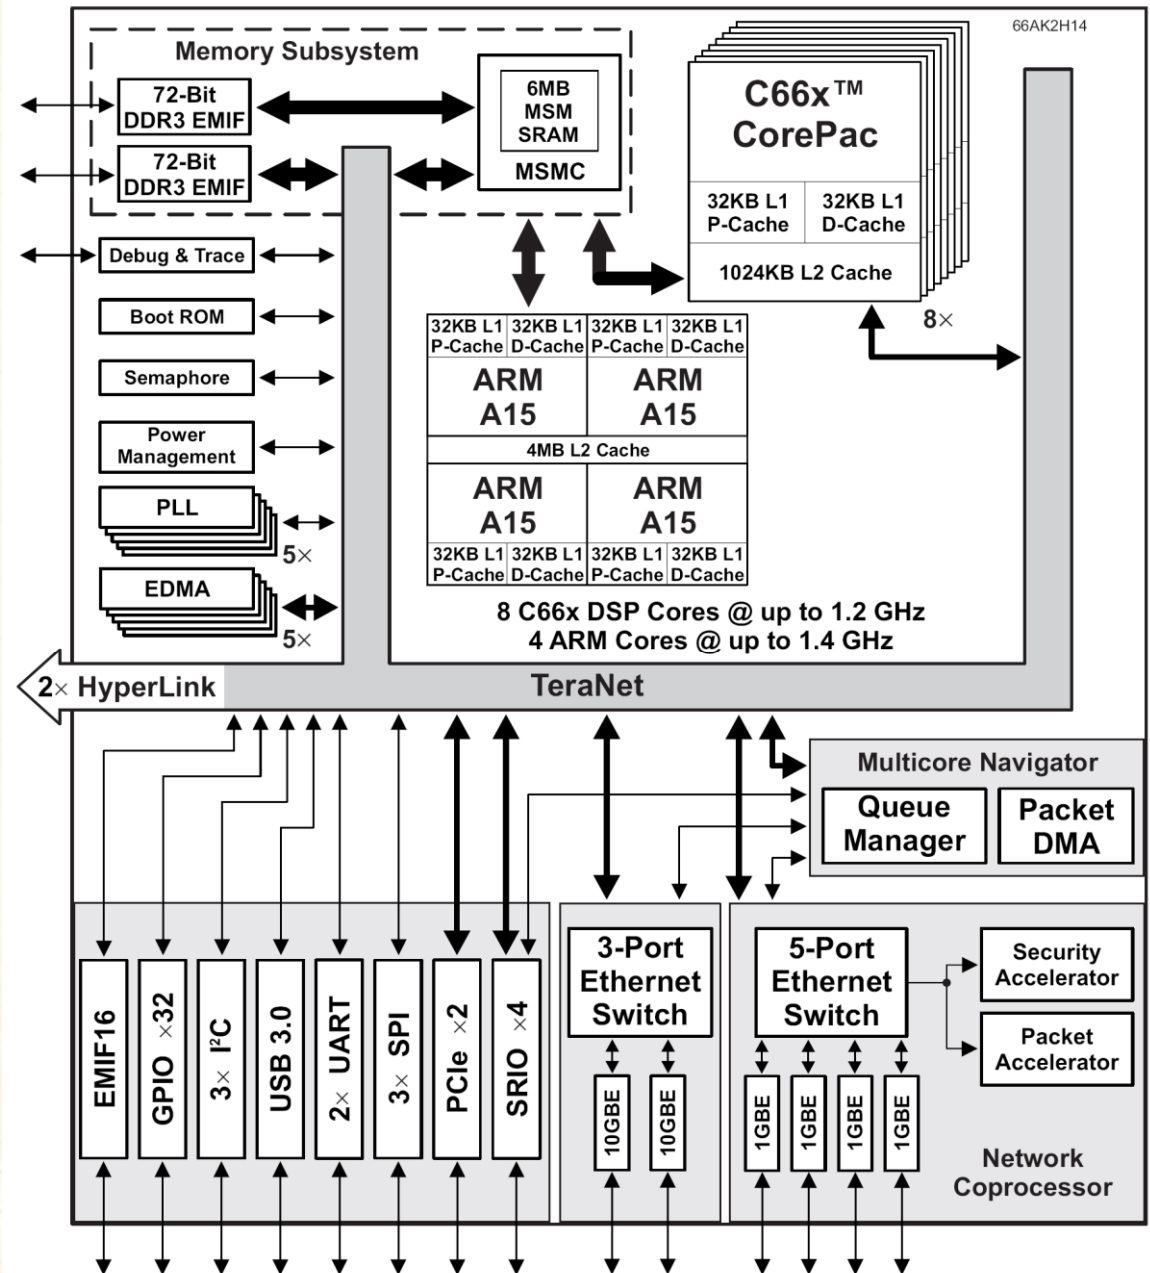 66AK2H14
Memory Subsystem
72-Bit
DDR3 EMIF
72-Bit
DDR3 EMIF
6MB
MSM
SRAM
MSMC
C66x™
CorePac
32KB L1
P-Cache
32KB L1
D-Cache
1024KB L2 Cache
8×
Debug & Trace
Boot ROM
Semaphore
Power
Management
PLL
5×
EDMA
5×
32KB L1
P-Cache
32KB L1
D-Cache
32KB L1
P-Cache
32KB L1
D-Cache
ARM
A15
ARM
A15
4MB L2 Cache
ARM
A15
ARM
A15
32KB L1
P-Cache
32KB L1
D-Cache
32KB L1
P-Cache
32KB L1
D-Cache
8 C66x DSP Cores @ up to 1.2 GHz
4 ARM Cores @ up to 1.4 GHz
2× HyperLink
TeraNet
Multicore Navigator
Queue
Manager
Packet
DMA
EMIF16
GPIO ×32
3× I²C
USB 3.0
2× UART
3× SPI
PCIe ×2
SRIO ×4
3-Port
Ethernet
Switch
10GBE
10GBE
5-Port
Ethernet
Switch
1GBE
1GBE
1GBE
1GBE
Security
Accelerator
Packet
Accelerator
Network
Coprocessor